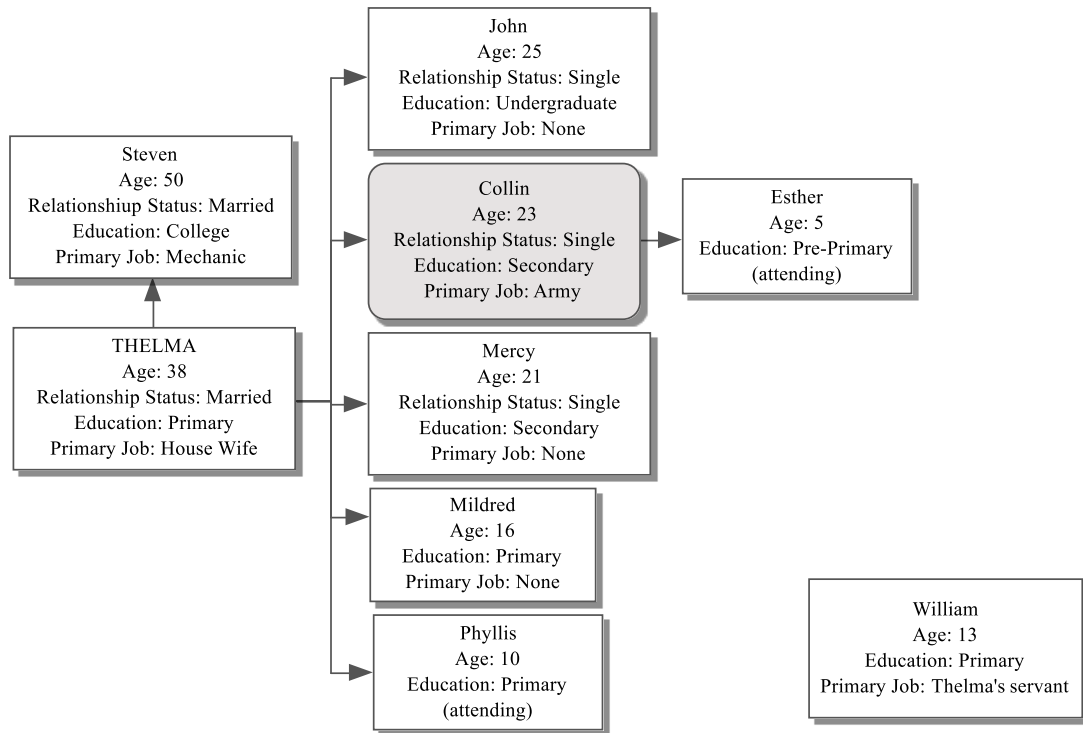 John
Age: 25
Relationship Status: Single
Education: Undergraduate
Primary Job: None
Steven
Age: 50
Relationshiup Status: Married
Education: College
Primary Job: Mechanic
Collin
Age: 23
Relationship Status: Single
Education: Secondary
Primary Job: Army
Esther
Age: 5
Education: Pre-Primary
(attending)
THELMA
Age: 38
Relationship Status: Married
Education: Primary
Primary Job: House Wife
Mercy
Age: 21
Relationship Status: Single
Education: Secondary
Primary Job: None
Mildred
Age: 16
Education: Primary
Primary Job: None
Phyllis
Age: 10
Education: Primary
(attending)
William
Age: 13
Education: Primary
Primary Job: Thelma's servant